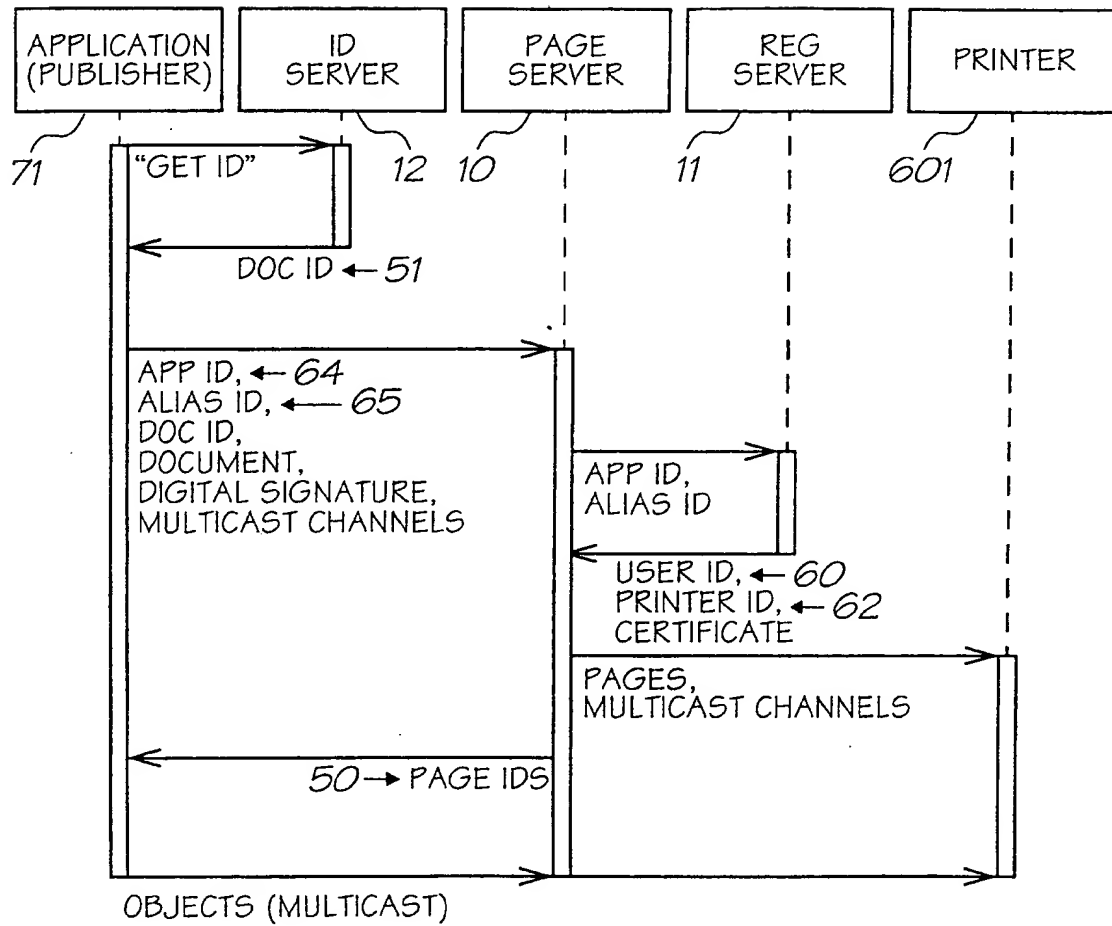 APPLICATION
(PUBLISHER)
ID
SERVER
PAGE
SERVER
REG
SERVER
PRINTER
71
12
10
11
601
"GET ID"
DOC ID ← 51
APP ID, ← 64
ALIAS ID, ← 65
DOC ID,
DOCUMENT,
DIGITAL SIGNATURE,
MULTICAST CHANNELS
APP ID,
ALIAS ID
USER ID, ← 60
PRINTER ID, ← 62
CERTIFICATE
PAGES,
MULTICAST CHANNELS
50 → PAGE IDS
OBJECTS (MULTICAST)